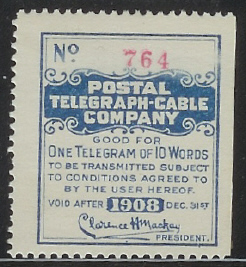 Nº 764
POSTAL
TELEGRAPH-CABLE
COMPANY
GOOD FOR
ONE TELEGRAM OF 10 WORDS
TO BE TRANSMITTED SUBJECT
TO CONDITIONS AGREED TO
BY THE USER HEREOF.
VOID AFTER 1908 DEC. 31ST
Clarence H Mackay
PRESIDENT.